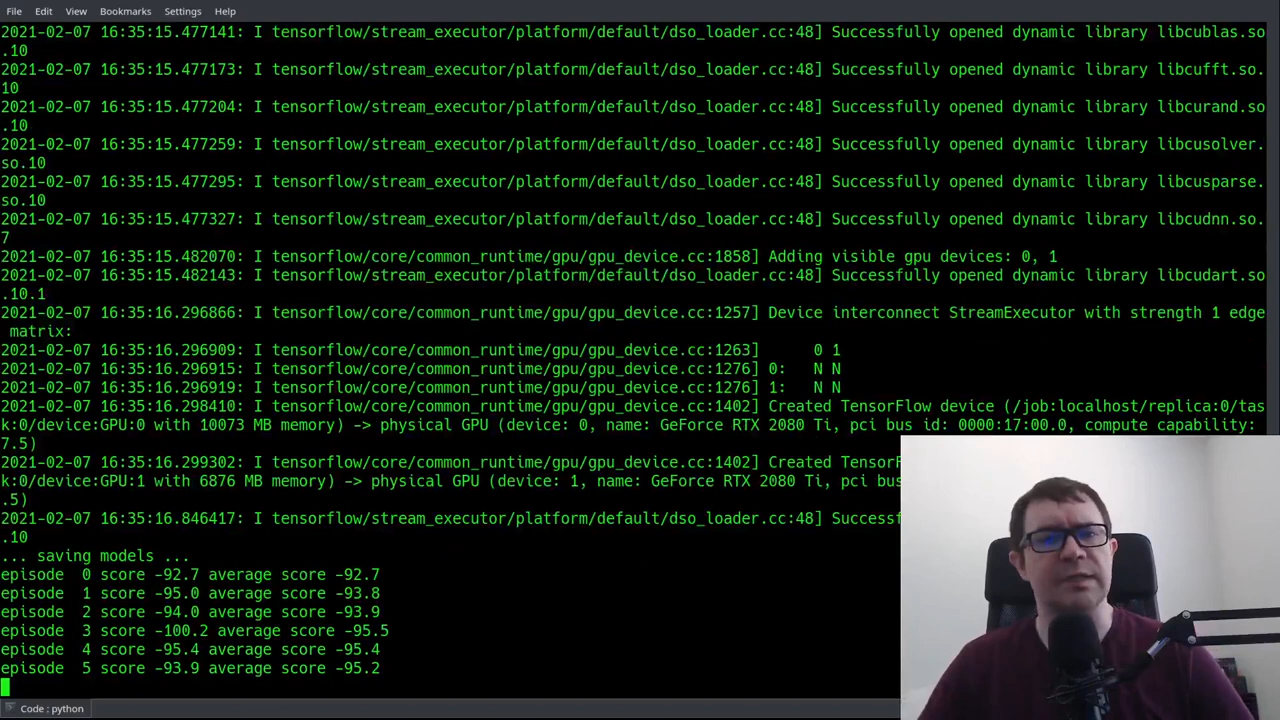 File Edit View Bookmarks Settings Help
2021-02-07 16:35:15.477141: I tensorflow/stream_executor/platform/default/dso_loader.cc:48] Successfully opened dynamic library libcublas.so
.10
2021-02-07 16:35:15.477173: I tensorflow/stream_executor/platform/default/dso_loader.cc:48] Successfully opened dynamic library libcufft.so.
10
2021-02-07 16:35:15.477204: I tensorflow/stream_executor/platform/default/dso_loader.cc:48] Successfully opened dynamic library libcurand.so
.10
2021-02-07 16:35:15.477259: I tensorflow/stream_executor/platform/default/dso_loader.cc:48] Successfully opened dynamic library libcusolver.
so.10
2021-02-07 16:35:15.477295: I tensorflow/stream_executor/platform/default/dso_loader.cc:48] Successfully opened dynamic library libcusparse.
so.10
2021-02-07 16:35:15.477327: I tensorflow/stream_executor/platform/default/dso_loader.cc:48] Successfully opened dynamic library libcudnn.so.
7
2021-02-07 16:35:15.482070: I tensorflow/core/common_runtime/gpu/gpu_device.cc:1858] Adding visible gpu devices: 0, 1
2021-02-07 16:35:15.482143: I tensorflow/stream_executor/platform/default/dso_loader.cc:48] Successfully opened dynamic library libcudart.so
.10.1
2021-02-07 16:35:16.296866: I tensorflow/core/common_runtime/gpu/gpu_device.cc:1257] Device interconnect StreamExecutor with strength 1 edge
matrix:
2021-02-07 16:35:16.296909: I tensorflow/core/common_runtime/gpu/gpu_device.cc:1263]      0 1
2021-02-07 16:35:16.296915: I tensorflow/core/common_runtime/gpu/gpu_device.cc:1276] 0:   N N
2021-02-07 16:35:16.296919: I tensorflow/core/common_runtime/gpu/gpu_device.cc:1276] 1:   N N
2021-02-07 16:35:16.298410: I tensorflow/core/common_runtime/gpu/gpu_device.cc:1402] Created TensorFlow device (/job:localhost/replica:0/tas
k:0/device:GPU:0 with 10073 MB memory) -> physical GPU (device: 0, name: GeForce RTX 2080 Ti, pci bus id: 0000:17:00.0, compute capability:
7.5)
2021-02-07 16:35:16.299302: I tensorflow/core/common_runtime/gpu/gpu_device.cc:1402] Created TensorF
k:0/device:GPU:1 with 6876 MB memory) -> physical GPU (device: 1, name: GeForce RTX 2080 Ti, pci bus
.5)
2021-02-07 16:35:16.846417: I tensorflow/stream_executor/platform/default/dso_loader.cc:48] Successf
.10
... saving models ...
episode  0 score -92.7 average score -92.7
episode  1 score -95.0 average score -93.8
episode  2 score -94.0 average score -93.9
episode  3 score -100.2 average score -95.5
episode  4 score -95.4 average score -95.4
episode  5 score -93.9 average score -95.2
Code : python